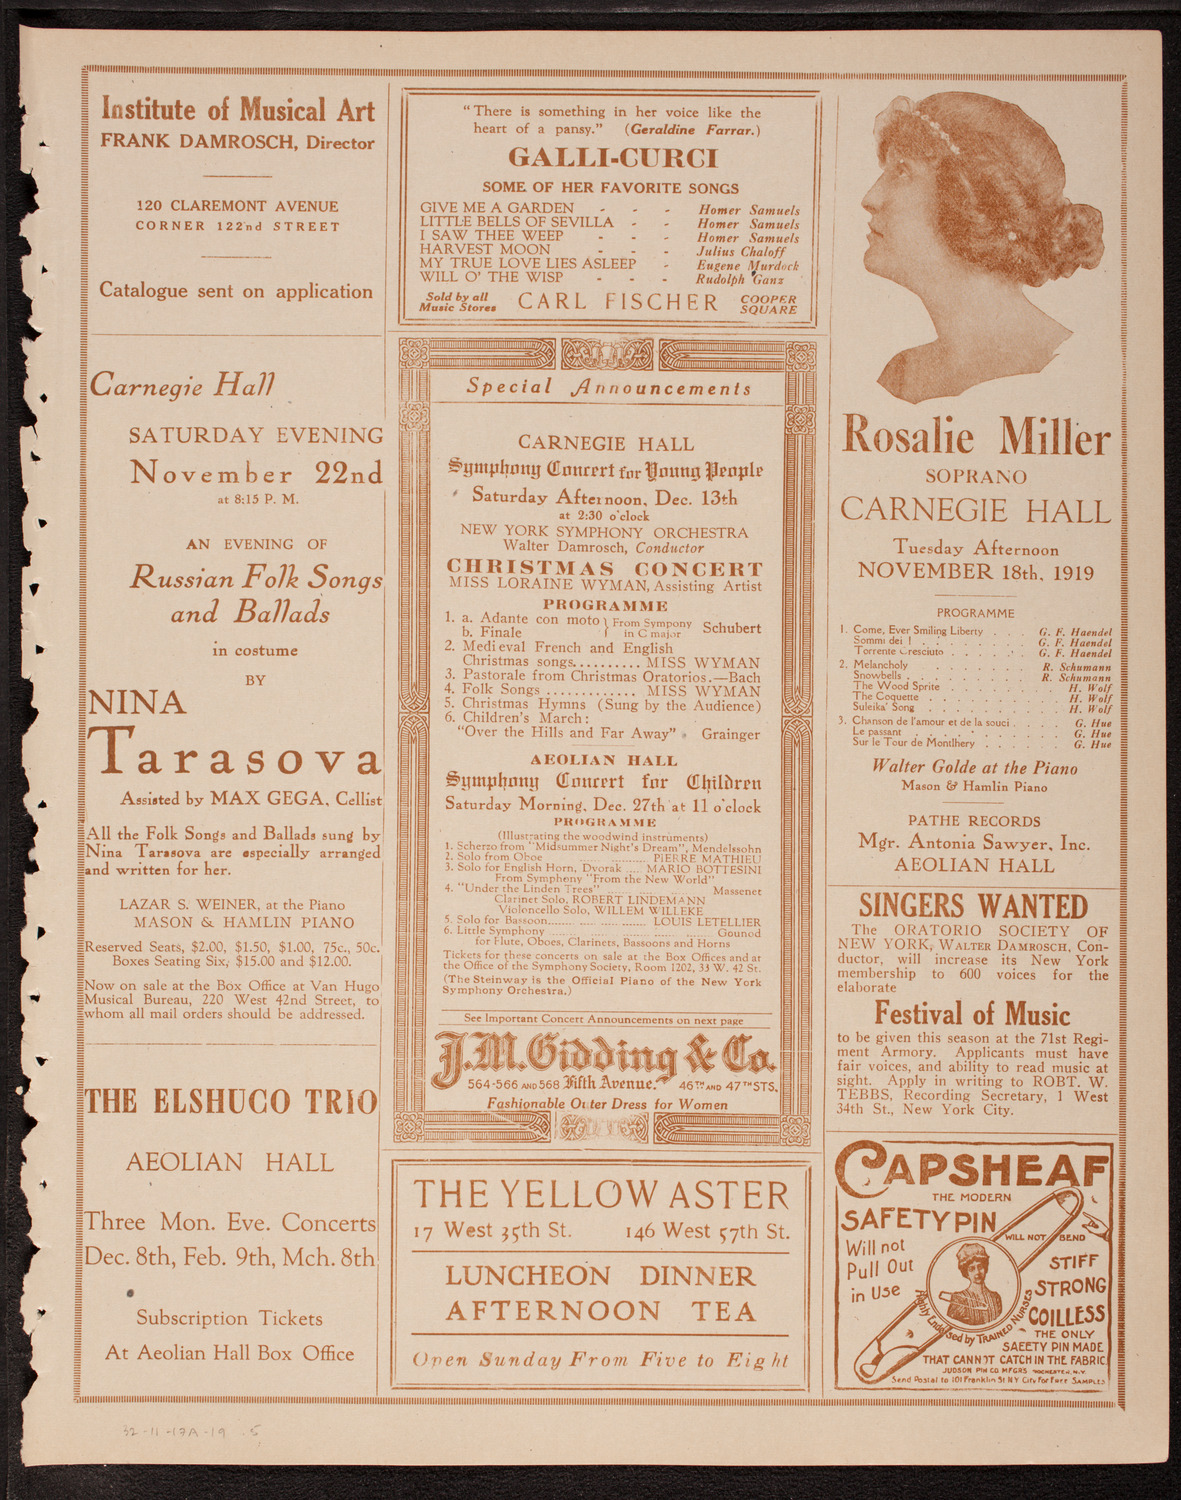 Institute of Musical Art
FRANK DAMROSCH, Director
120 CLAREMONT AVENUE
CORNER 122nd STREET
Catalogue sent on application
Carnegie Hall
SATURDAY EVENING
November 22nd
at 8:15 P. M.
AN EVENING OF
Russian Folk Songs
and Ballads
in costume
BY
NINA
Tarasova
Assisted by MAX GEGA, Cellist
All the Folk Songs and Ballads sung by
Nina Tarasova are especially arranged
and written for her.
LAZAR S. WEINER, at the Piano
MASON & HAMLIN PIANO
Reserved Seats, $2.00, $1.50, $1.00, 75c., 50c.
Boxes Seating Six, $15.00 and $12.00.
Now on sale at the Box Office at Van Hugo
Musical Bureau, 220 West 42nd Street, to
whom all mail orders should be addressed.
THE ELSHUCO TRIO
AEOLIAN HALL
Three Mon. Eve. Concerts
Dec. 8th, Feb. 9th, Mch. 8th
Subscription Tickets
At Aeolian Hall Box Office
"There is something in her voice like the
heart of a pansy." (Geraldine Farrar.)
GALLI-CURCI
SOME OF HER FAVORITE SONGS
GIVE ME A GARDEN - - - Homer Samuels
LITTLE BELLS OF SEVILLA - - Homer Samuels
I SAW THEE WEEP - - - Homer Samuels
HARVEST MOON - - - Julius Chaloff
MY TRUE LOVE LIES ASLEEP - Eugene Murdock
WILL O' THE WISP - - - Rudolph Ganz
Sold by all
Music Stores
CARL FISCHER
COOPER
SQUARE
Special Announcements
CARNEGIE HALL
Symphony Concert for Young People
Saturday Afternoon, Dec. 13th
at 2:30 o'clock
NEW YORK SYMPHONY ORCHESTRA
Walter Damrosch, Conductor
CHRISTMAS CONCERT
MISS LORAINE WYMAN, Assisting Artist
PROGRAMME
1. a. Adante con moto } From Sympony
b. Finale } in C major Schubert
2. Medieval French and English
Christmas songs.......... MISS WYMAN
3. Pastorale from Christmas Oratorios.—Bach
4. Folk Songs ............. MISS WYMAN
5. Christmas Hymns (Sung by the Audience)
6. Children's March:
"Over the Hills and Far Away" . Grainger
AEOLIAN HALL
Symphony Concert for Children
Saturday Morning, Dec. 27th at 11 o'clock
PROGRAMME
(Illustrating the woodwind instruments)
1. Scherzo from "Midsummer Night's Dream", Mendelssohn
2. Solo from Oboe .......... PIERRE MATHIEU
3. Solo for English Horn, Dvorak ..... MARIO BOTTESINI
From Symphony "From the New World"
4. "Under the Linden Trees" .......... Massenet
Clarinet Solo, ROBERT LINDEMANN
Violoncello Solo, WILLEM WILLEKE
5. Solo for Bassoon.......... LOUIS LETELLIER
6. Little Symphony .......... Gounod
for Flute, Oboes, Clarinets, Bassoons and Horns
Tickets for these concerts on sale at the Box Offices and at
the Office of the Symphony Society, Room 1202, 33 W. 42 St.
(The Steinway is the Official Piano of the New York
Symphony Orchestra.)
See Important Concert Announcements on next page
J.M. Gidding & Co.
564-566 AND 568 Fifth Avenue. 46TH AND 47TH STS.
Fashionable Outer Dress for Women
THE YELLOW ASTER
17 West 35th St. 146 West 57th St.
LUNCHEON DINNER
AFTERNOON TEA
Open Sunday From Five to Eight
Rosalie Miller
SOPRANO
CARNEGIE HALL
Tuesday Afternoon
NOVEMBER 18th, 1919
PROGRAMME
1. Come, Ever Smiling Liberty . . . G. F. Haendel
Sommi dei ! . . . G. F. Haendel
Torrente Cresciuto . . . G. F. Haendel
2. Melancholy . . . R. Schumann
Snowbells . . . R. Schumann
The Wood Sprite . . . H. Wolf
The Coquette . . . H. Wolf
Suleika' Song . . . H. Wolf
3. Chanson de l'amour et de la souci . . . G. Hue
Le passant . . . G. Hue
Sur le Tour de Montlhery . . . G. Hue
Walter Golde at the Piano
Mason & Hamlin Piano
PATHE RECORDS
Mgr. Antonia Sawyer, Inc.
AEOLIAN HALL
SINGERS WANTED
The ORATORIO SOCIETY OF
NEW YORK, WALTER DAMROSCH, Con-
ductor, will increase its New York
membership to 600 voices for the
elaborate
Festival of Music
to be given this season at the 71st Regi-
ment Armory. Applicants must have
fair voices, and ability to read music at
sight. Apply in writing to ROBT. W.
TEBBS, Recording Secretary, 1 West
34th St., New York City.
CAPSHEAF
THE MODERN
SAFETY PIN
WILL NOT BEND
Will not
Pull Out
in Use
STIFF
STRONG
COILLESS
Highly Endorsed by TRAINED NURSES
THE ONLY
SAFETY PIN MADE
THAT CANNOT CATCH IN THE FABRIC
JUDSON PIN CO. MFGRS ROCHESTER, N.Y.
Send Postal to 101 Franklin St N.Y. City For Free SAMPLES
32-11-17A-19 .5